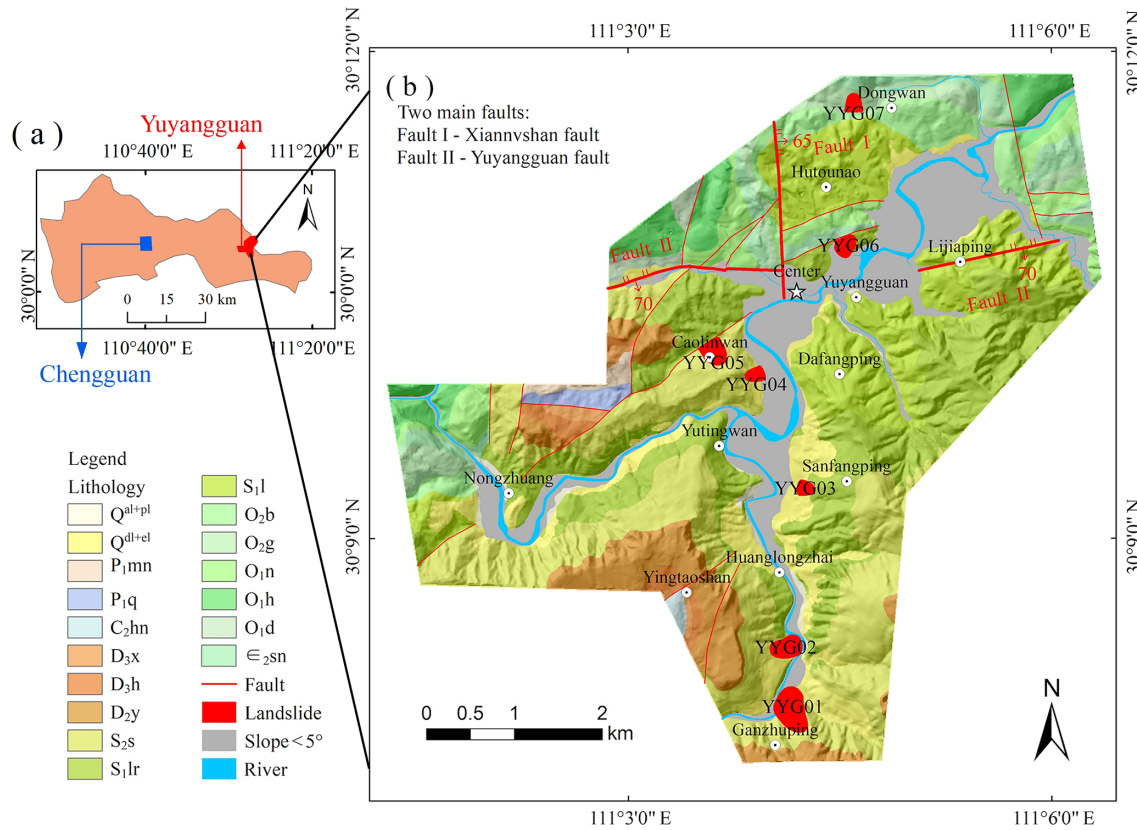 ( a )
Yuyangguan
110°40'0" E
111°20'0" E
N
30°0'0" N
30°0'0" N
0 15 30 km
110°40'0" E
111°20'0" E
Chengguan
Legend
Lithology
Qal+pl
Qdl+el
P1mn
P1q
C2hn
D3x
D3h
D2y
S2s
S1lr
S1l
O2b
O2g
O1n
O1h
O1d
∈2sn
Fault
Landslide
Slope<5°
River
111°3'0" E
111°6'0" E
30°12'0" N
30°12'0" N
( b )
Two main faults:
Fault I - Xiannvshan fault
Fault II - Yuyangguan fault
Dongwan
YYG07
65
Fault I
Hutounao
Fault II
70
YYG06
Lijiaping
Center
Yuyangguan
70
Fault II
Caolinwan
YYG05
YYG04
Dafangping
Yutingwan
Nongzhuang
Sanfangping
YYG03
30°9'0" N
30°9'0" N
Huanglongzhai
Yingtaoshan
YYG02
YYG01
Ganzhuping
0 0.5 1 2
km
N
111°3'0" E
111°6'0" E